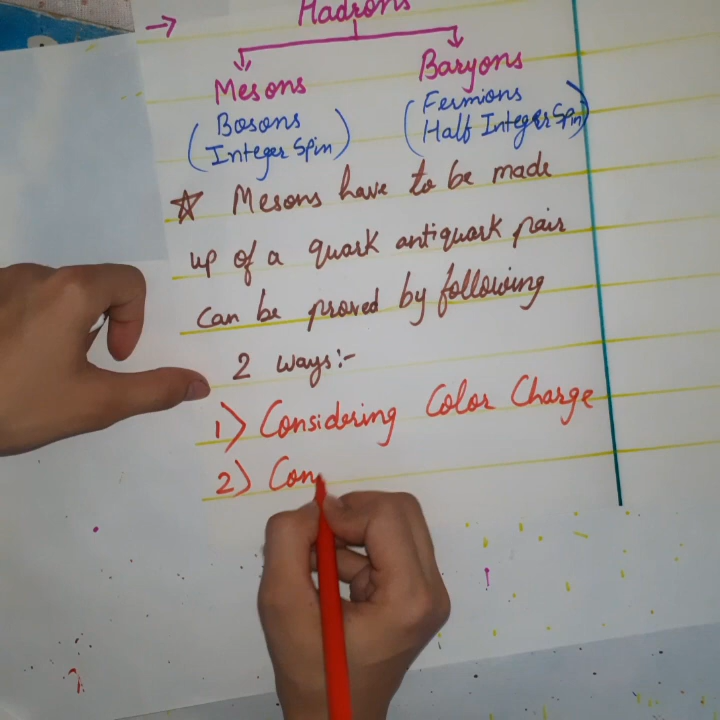 → Hadrons
Mesons Baryons
(Bosons (Fermions
Integer Spin) Half Integer Spin)
☆ Mesons have to be made
up of a quark antiquark pair
can be proved by following
2 ways:-
1) Considering Color Charge
2) Con